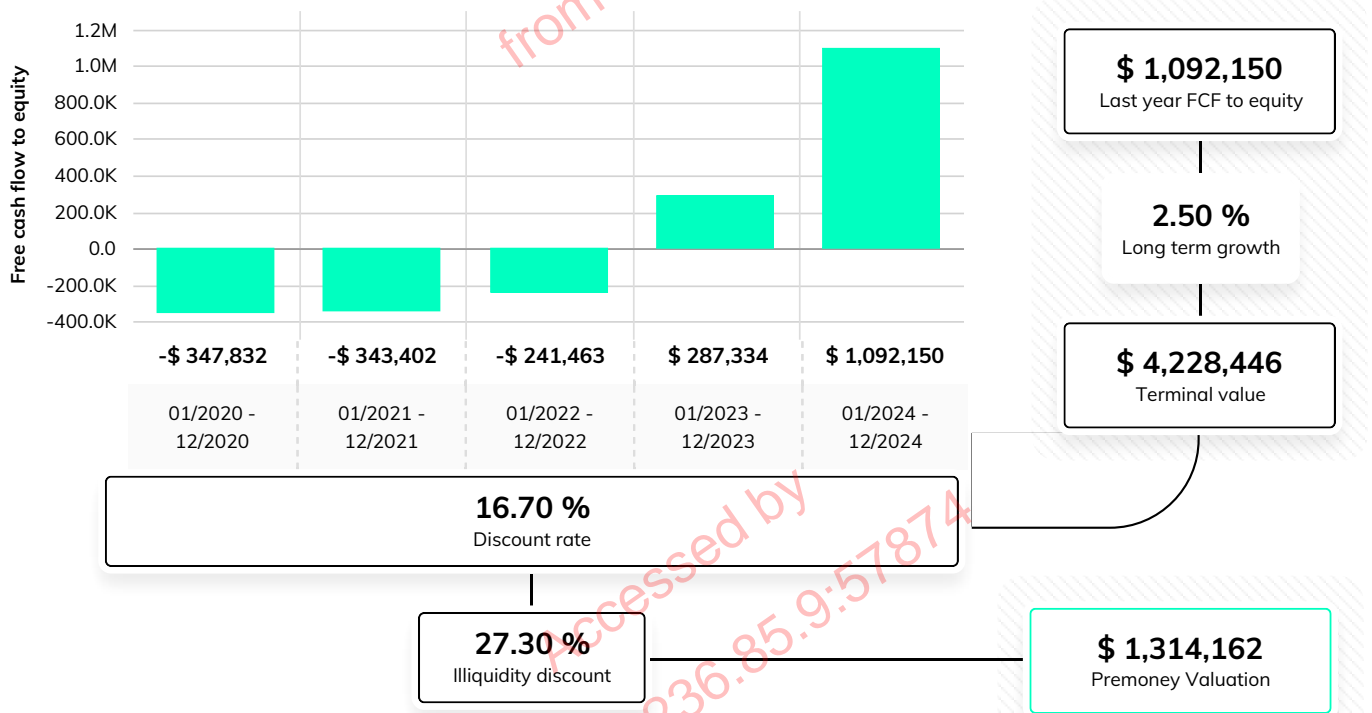 Free cash flow to equity
1.2M
1.0M
800.0K
600.0K
400.0K
200.0K
0.0
-200.0K
-400.0K
-$ 347,832
-$ 343,402
-$ 241,463
$ 287,334
$ 1,092,150
01/2020 -
12/2020
01/2021 -
12/2021
01/2022 -
12/2022
01/2023 -
12/2023
01/2024 -
12/2024
$ 1,092,150
Last year FCF to equity
2.50 %
Long term growth
$ 4,228,446
Terminal value
16.70 %
Discount rate
27.30 %
Illiquidity discount
$ 1,314,162
Premoney Valuation
from
Accessed by
236.85.9:57874